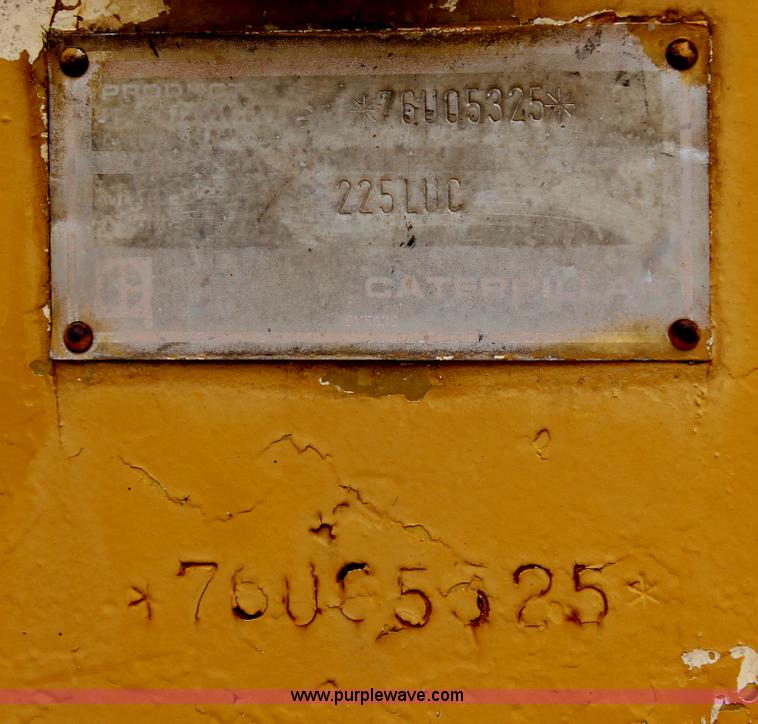 PRODUCT
*76U05325*
225LUC
CATERPILLAR
*76U05325*
www.purplewave.com